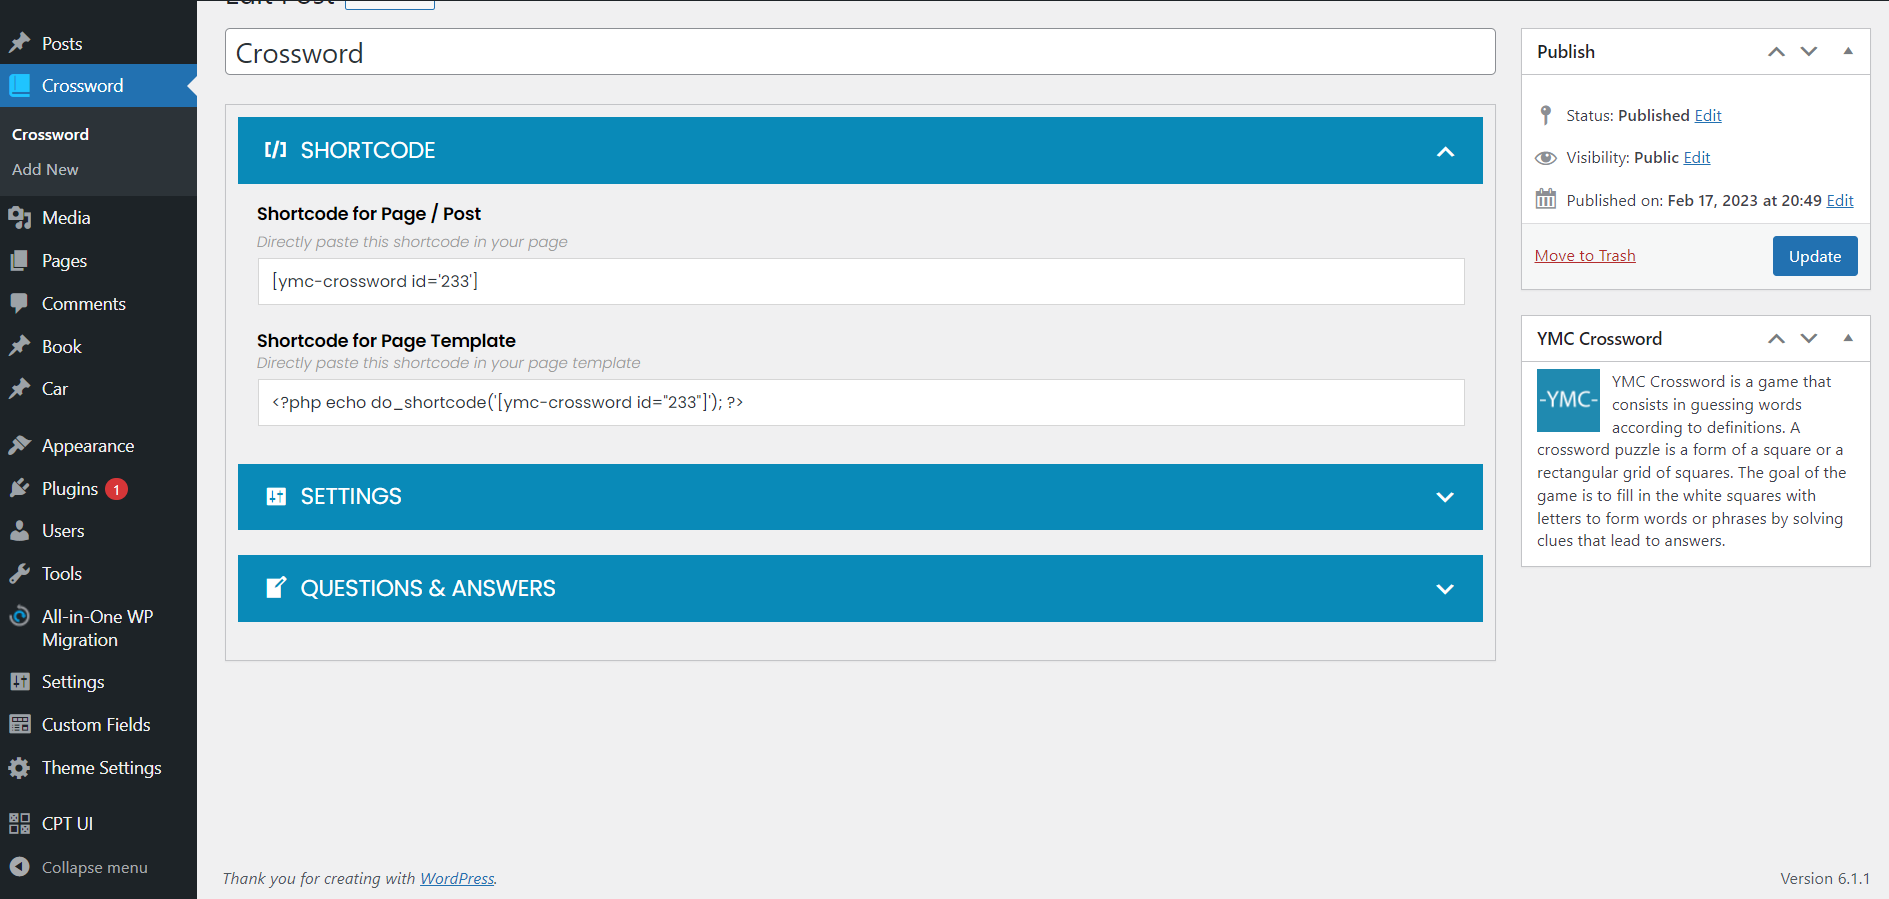 Posts
Crossword
Crossword
Add New
Media
Pages
Comments
Book
Car
Appearance
Plugins 1
Users
Tools
All-in-One WP
Migration
Settings
Custom Fields
Theme Settings
CPT UI
Collapse menu
Edit Post
Crossword
[/] SHORTCODE
Shortcode for Page / Post
Directly paste this shortcode in your page
[ymc-crossword id='233']
Shortcode for Page Template
Directly paste this shortcode in your page template
<?php echo do_shortcode('[ymc-crossword id="233"]'); ?>
SETTINGS
QUESTIONS & ANSWERS
Thank you for creating with WordPress.
Publish
Status: Published Edit
Visibility: Public Edit
Published on: Feb 17, 2023 at 20:49 Edit
Move to Trash
Update
YMC Crossword
-YMC-
YMC Crossword is a game that
consists in guessing words
according to definitions. A
crossword puzzle is a form of a square or a
rectangular grid of squares. The goal of the
game is to fill in the white squares with
letters to form words or phrases by solving
clues that lead to answers.
Version 6.1.1